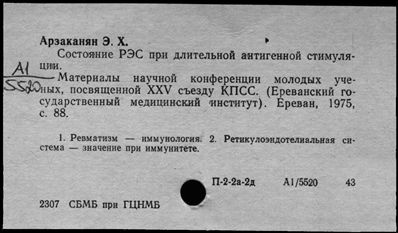 Арзаканян Э. Х.
Состояние РЭС при длительной антигенной стимуля-
ции.
А1
5520
Материалы научной конференции молодых уче-
ных, посвященной XXV съезду КПСС. (Ереванский го-
сударственный медицинский институт). Ереван, 1975,
с. 88.
1. Ревматизм — иммунология. 2. Ретикулоэндотелиальная си-
стема — значение при иммунитете.
П-2-2а-2д А1/5520 43
2307 СБМБ при ГЦНМБ